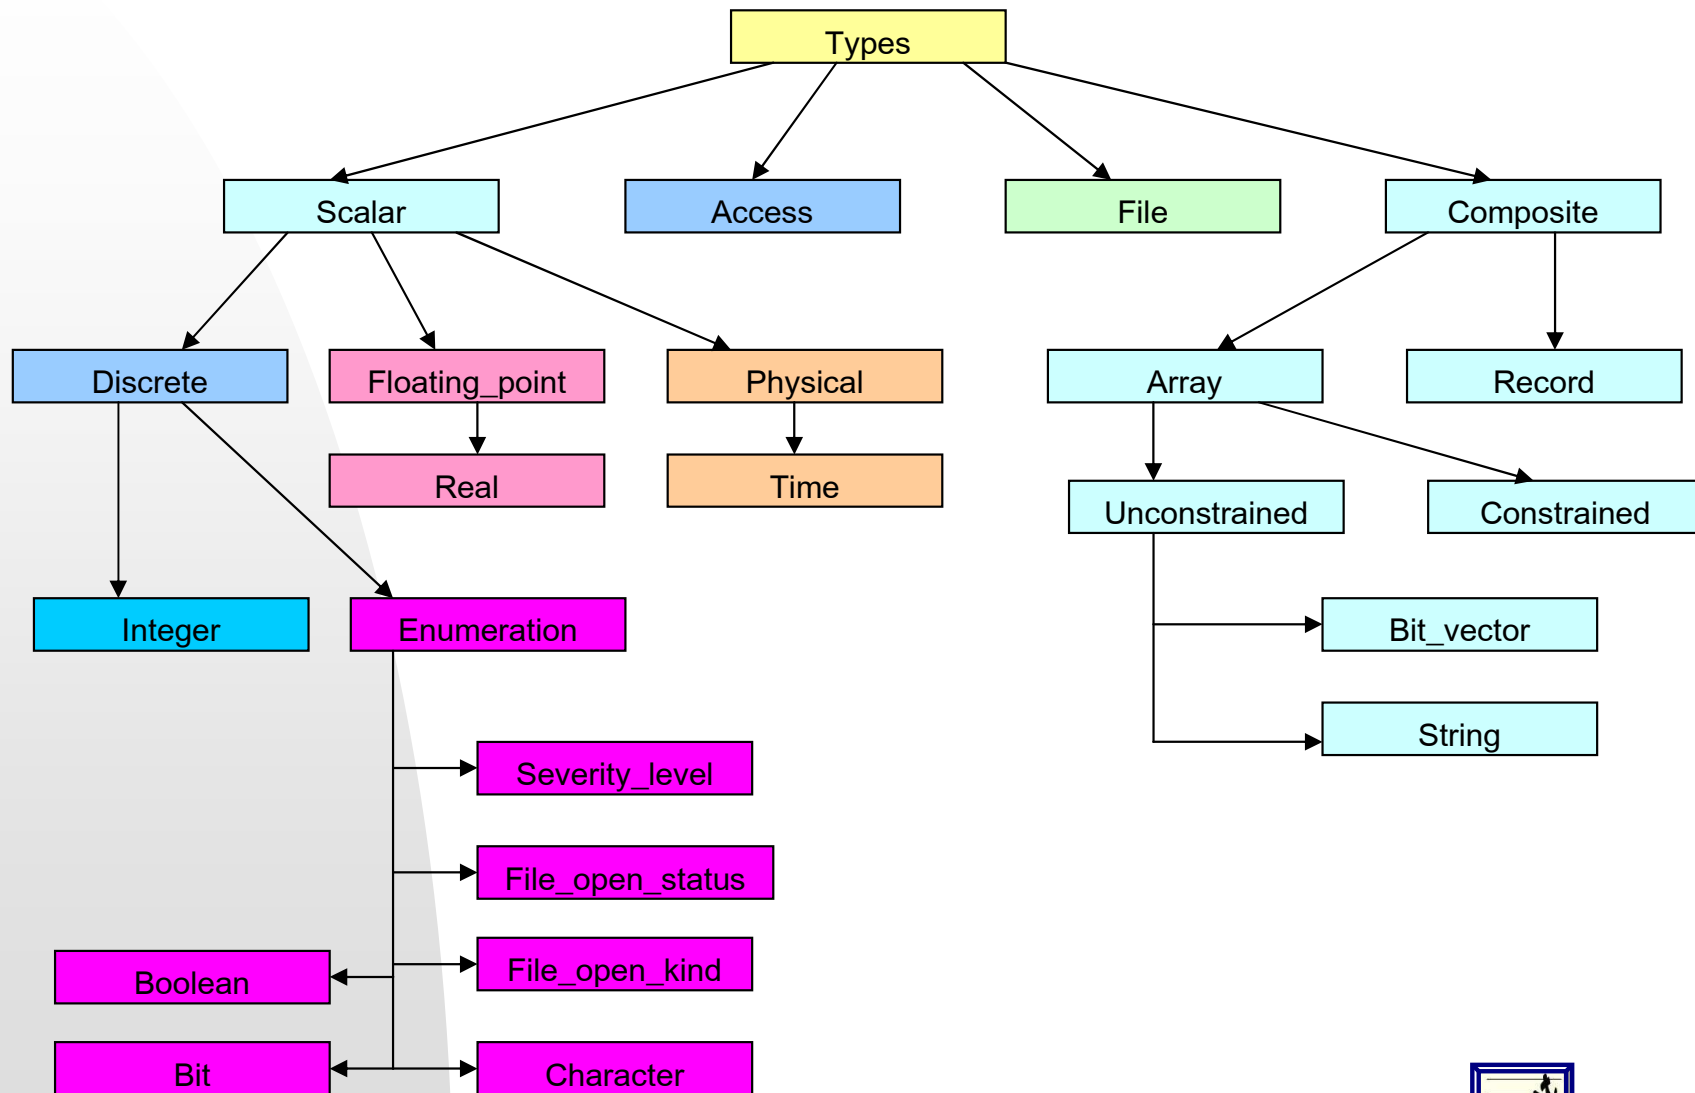 Types
Scalar
Access
File
Composite
Discrete
Floating_point
Physical
Array
Record
Real
Time
Unconstrained
Constrained
Integer
Enumeration
Bit_vector
String
Severity_level
File_open_status
File_open_kind
Boolean
Bit
Character